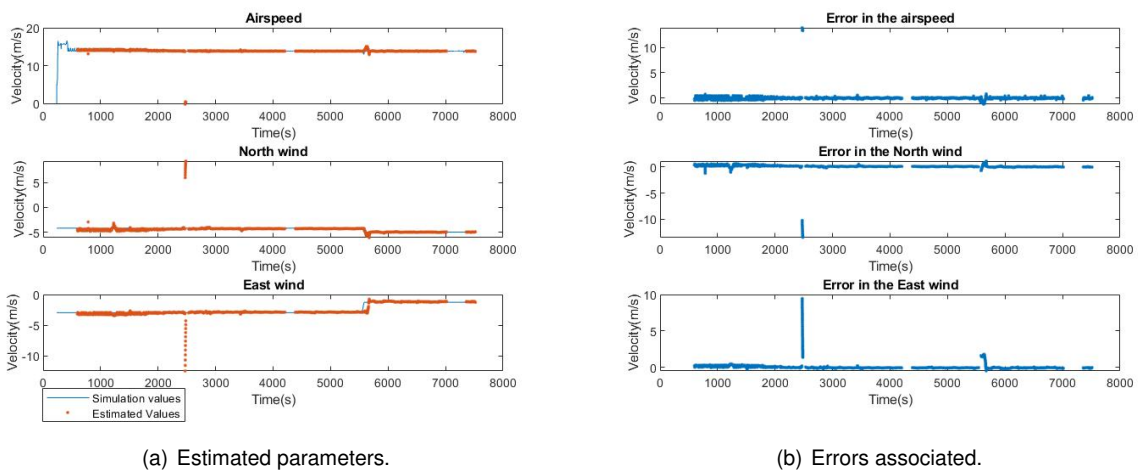 Airspeed
20
10
0
Velocity(m/s)
0 1000 2000 3000 4000 5000 6000 7000 8000
Time(s)
North wind
5
0
-5
Velocity(m/s)
0 1000 2000 3000 4000 5000 6000 7000 8000
Time(s)
East wind
0
-5
-10
Velocity(m/s)
0 1000 2000 3000 4000 5000 6000 7000 8000
Time(s)
Simulation values
Estimated Values
(a) Estimated parameters.
Error in the airspeed
10
5
0
Velocity(m/s)
0 1000 2000 3000 4000 5000 6000 7000 8000
Time(s)
Error in the North wind
0
-5
-10
Velocity(m/s)
0 1000 2000 3000 4000 5000 6000 7000 8000
Time(s)
Error in the East wind
10
5
0
Velocity(m/s)
0 1000 2000 3000 4000 5000 6000 7000 8000
Time(s)
(b) Errors associated.